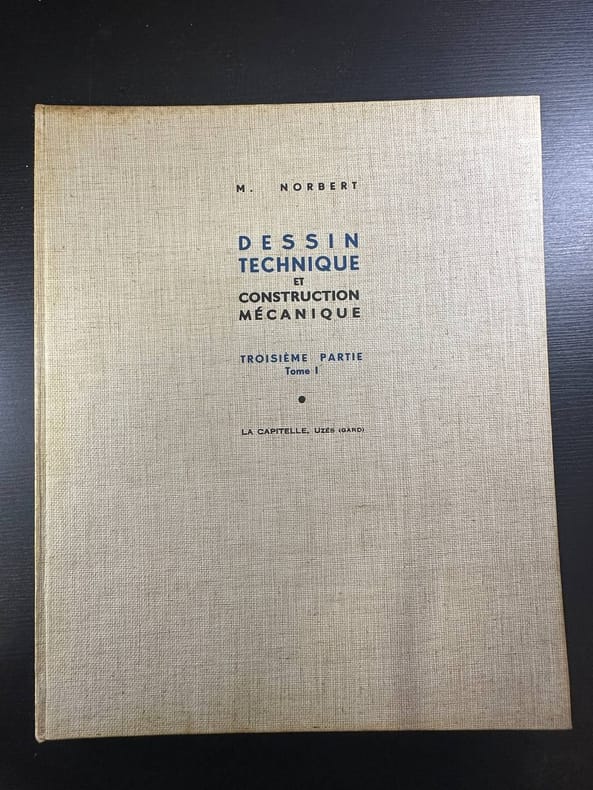 M. NORBERT
DESSIN
TECHNIQUE
ET
CONSTRUCTION
MÉCANIQUE
TROISIÈME PARTIE
Tome I
LA CAPITELLE, UZÈS (GARD)